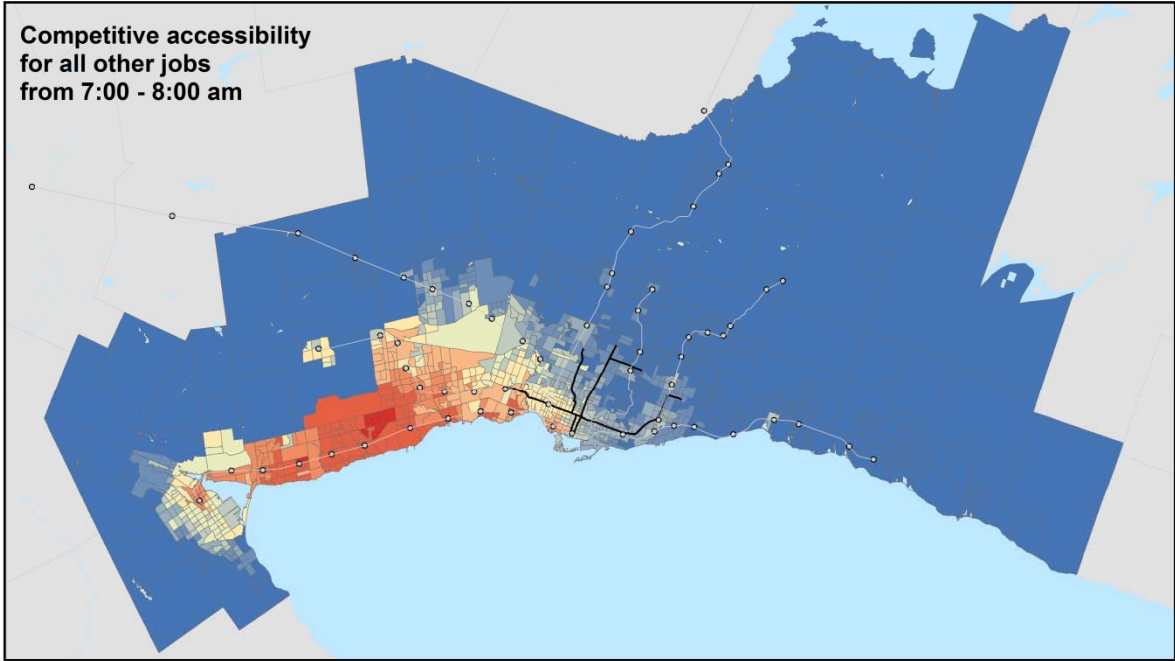 Competitive accessibility
for all other jobs
from 7:00 - 8:00 am